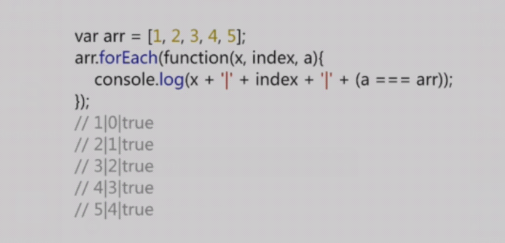 var arr = [1, 2, 3, 4, 5];
arr.forEach(function(x, index, a){
    console.log(x + '|' + index + '|' + (a === arr));
});
// 1|0|true
// 2|1|true
// 3|2|true
// 4|3|true
// 5|4|true